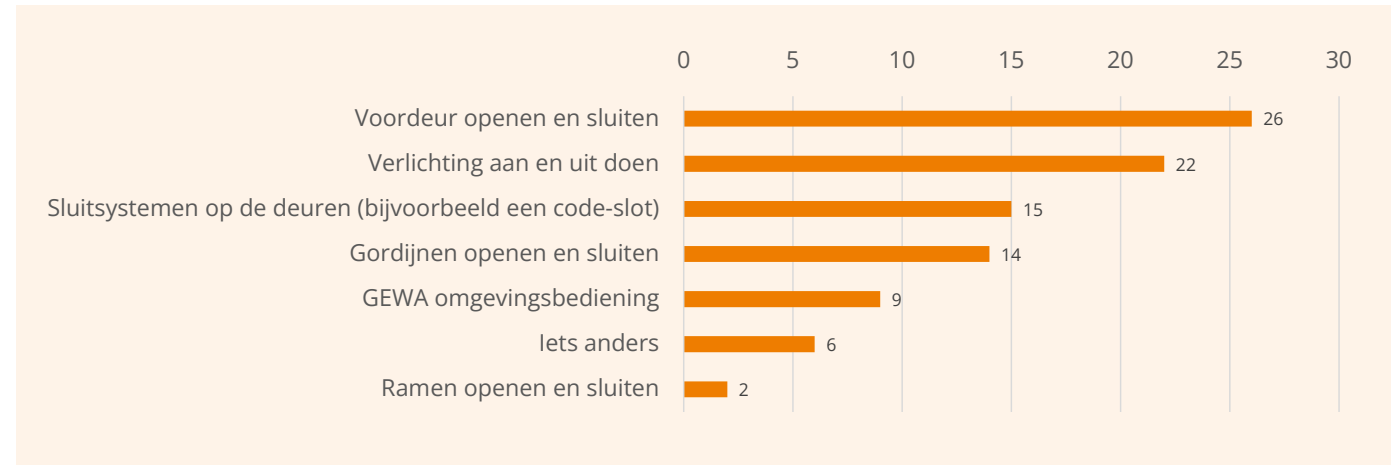 0 5 10 15 20 25 30
Voordeur openen en sluiten 26
Verlichting aan en uit doen 22
Sluitsystemen op de deuren (bijvoorbeeld een code-slot) 15
Gordijnen openen en sluiten 14
GEWA omgevingsbediening 9
Iets anders 6
Ramen openen en sluiten 2